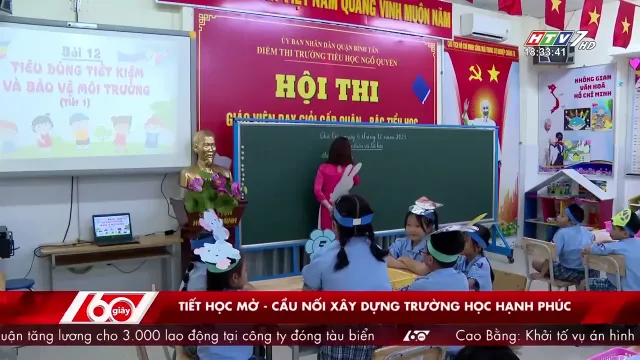 VIỆT NAM QUANG VINH MUÔN NĂM
HTV7 HD
18:33:41
ỦY BAN NHÂN DÂN QUẬN BÌNH TÂN
ĐIỂM THI TRƯỜNG TIỂU HỌC NGÔ QUYỀN
HỘI THI
GIÁO VIÊN DẠY GIỎI CẤP QUẬN - BẬC TIỂU HỌC
Bài 12
TIÊU DÙNG TIẾT KIỆM
VÀ BẢO VỆ MÔI TRƯỜNG
(Tiết 1)
KHÔNG GIAN
VĂN HOÁ
HỒ CHÍ MINH
60 giây
TIẾT HỌC MỞ - CẦU NỐI XÂY DỰNG TRƯỜNG HỌC HẠNH PHÚC
uận tăng lương cho 3.000 lao động tại công ty đóng tàu biển
60
Cao Bằng: Khởi tố vụ án hình